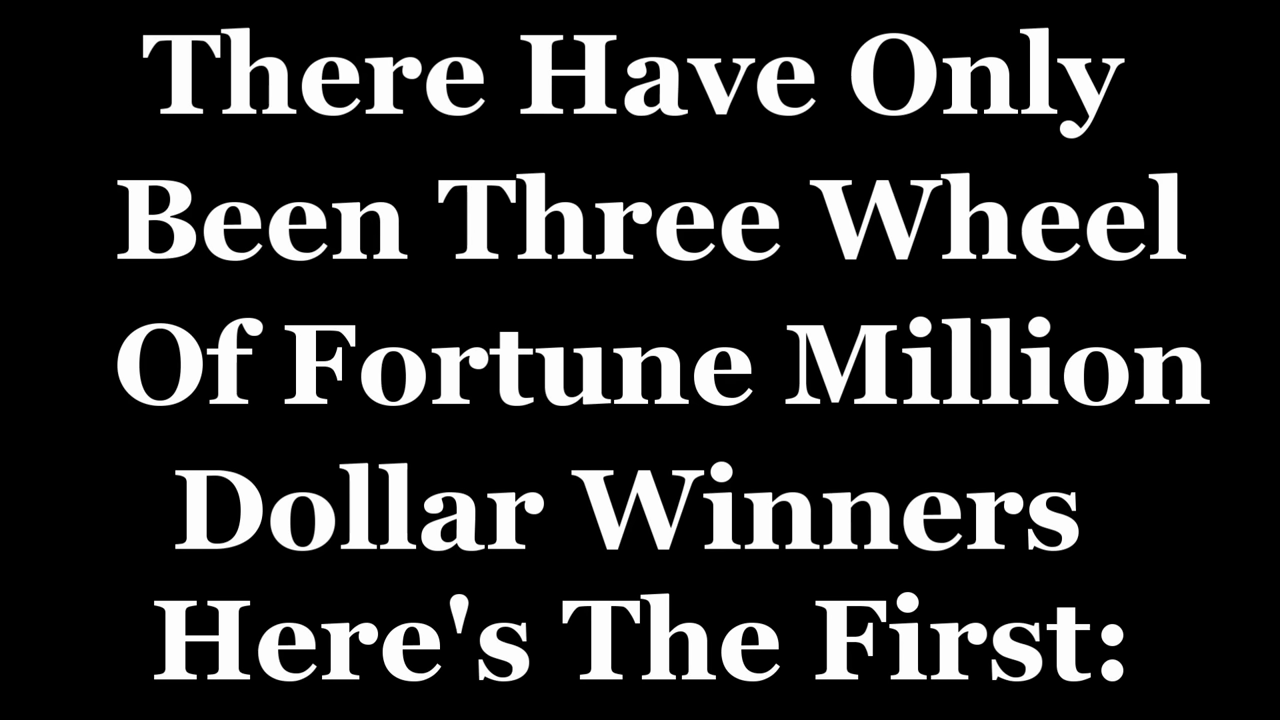 There Have Only
Been Three Wheel
Of Fortune Million
Dollar Winners
Here's The First: